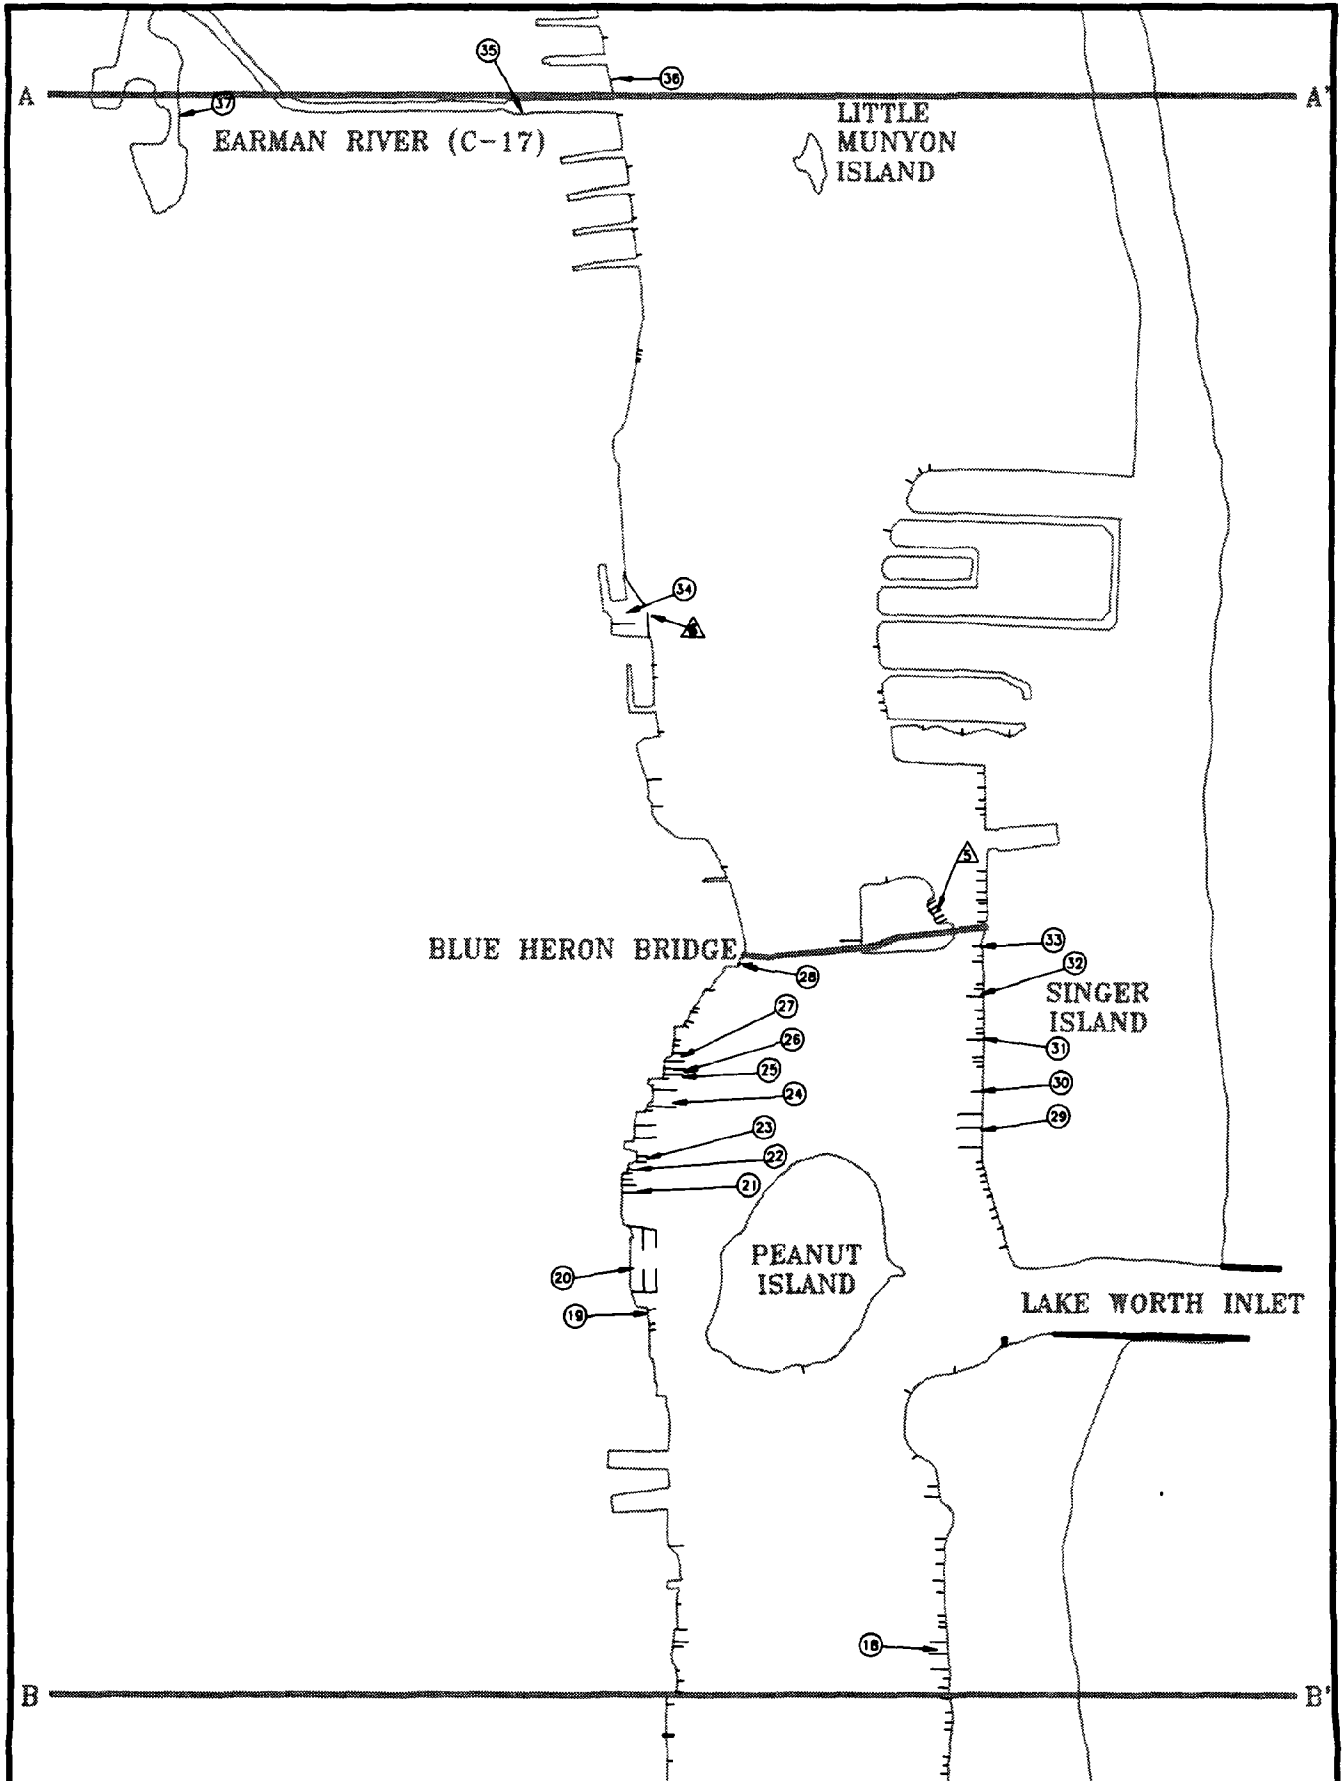 35
36
A
A'
37
LITTLE
MUNYON
ISLAND
EARMAN RIVER (C-17)
34
5
BLUE HERON BRIDGE
33
28
32
SINGER
ISLAND
27
26
31
25
30
24
29
23
22
21
PEANUT
ISLAND
20
LAKE WORTH INLET
19
18
B
B'